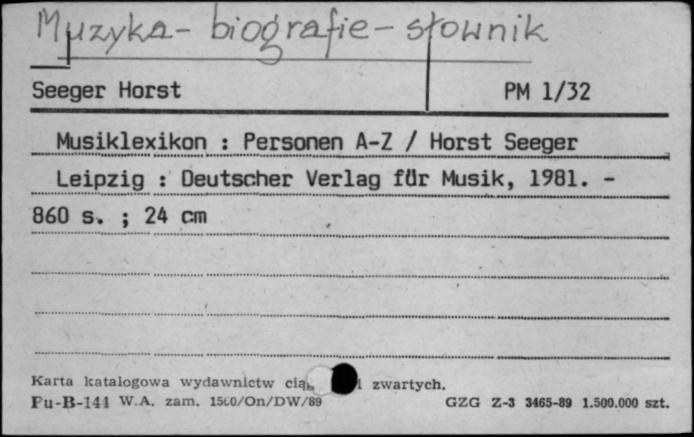 Muzyka - biografie - słownik
Seeger Horst PM 1/32
Musiklexikon : Personen A-Z / Horst Seeger
Leipzig : Deutscher Verlag für Musik, 1981. -
860 s. ; 24 cm
Karta katalogowa wydawnictw zwartych.
Pu-B-144 W.A. zam. 1560/On/DW/89 GZG Z-3 3465-89 1.500.000 szt.